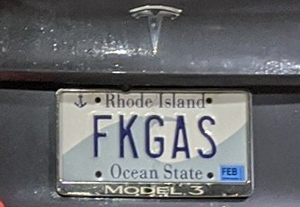 Rhode Island
FKGAS
Ocean State FEB
MODEL 3